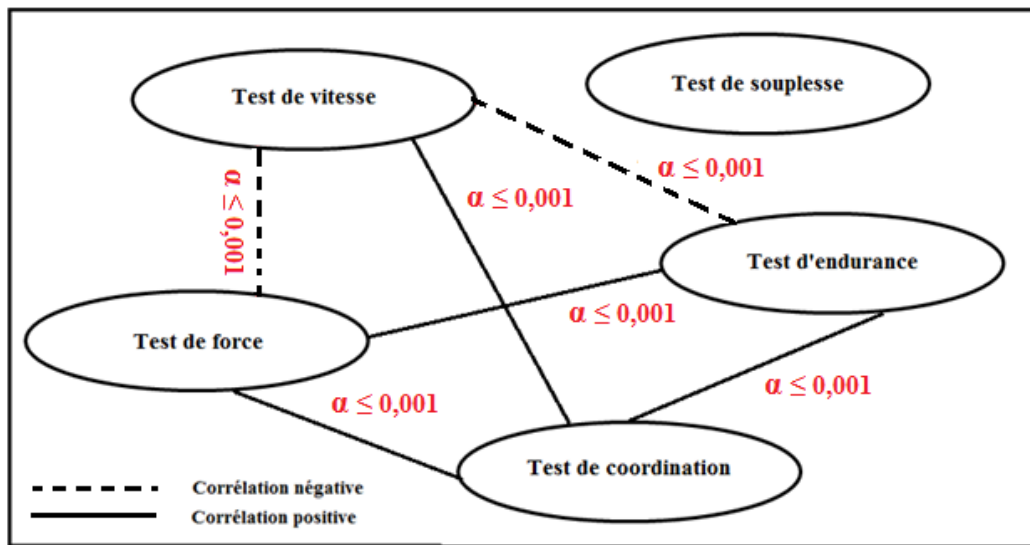 Test de vitesse
Test de souplesse
α ≤ 0,001
α ≤ 0,001
α ≤ 0,001
Test d'endurance
α ≤ 0,001
Test de force
α ≤ 0,001
α ≤ 0,001
Test de coordination
Corrélation négative
Corrélation positive